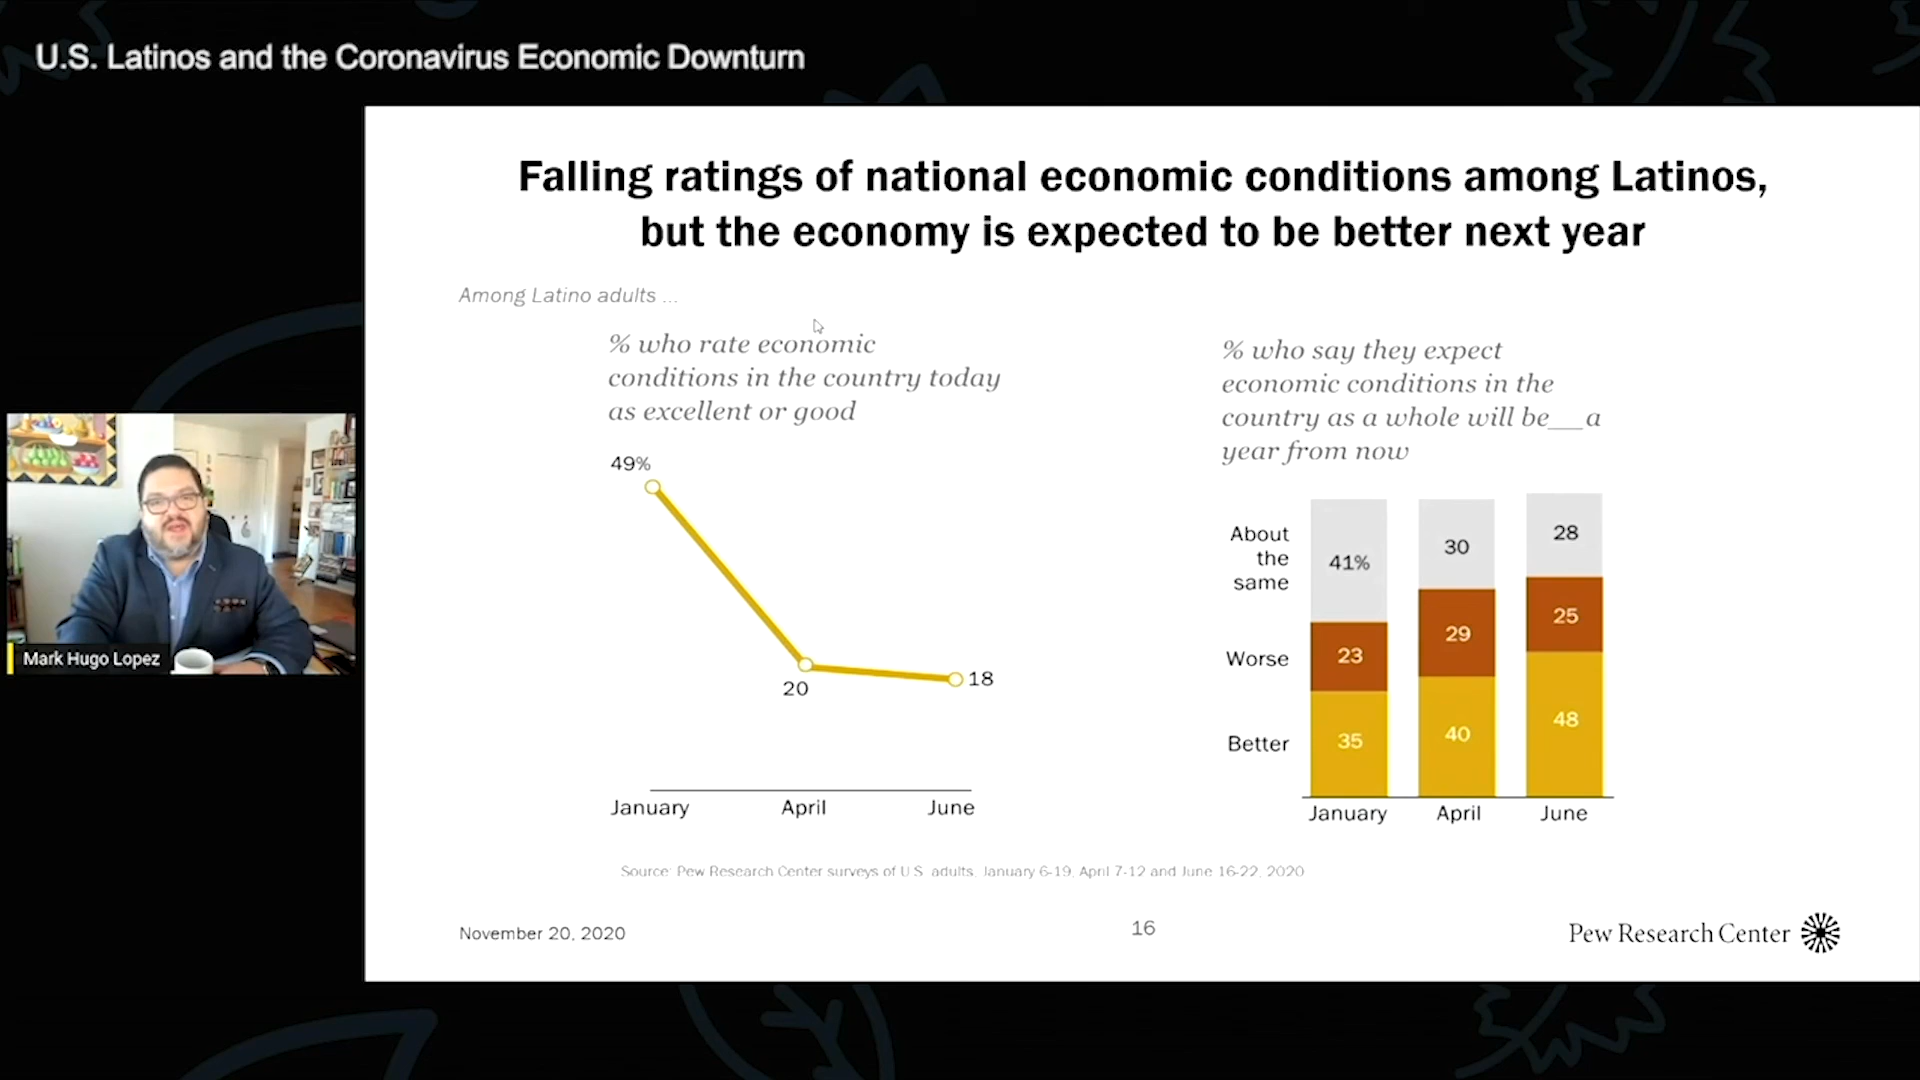 U.S. Latinos and the Coronavirus Economic Downturn
Falling ratings of national economic conditions among Latinos,
but the economy is expected to be better next year
Among Latino adults ...
% who rate economic
conditions in the country today
as excellent or good
49%
20
18
January April June
% who say they expect
economic conditions in the
country as a whole will be___a
year from now
About
the
same
Worse
Better
41% 30 28
23 29 25
35 40 48
January April June
Source: Pew Research Center surveys of U.S. adults, January 6-19, April 7-12 and June 16-22, 2020
November 20, 2020
16
Pew Research Center
Mark Hugo Lopez